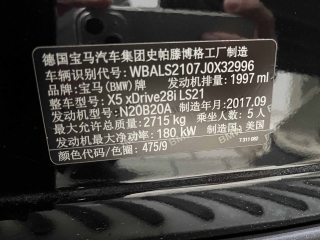 德国宝马汽车集团史帕滕博格工厂制造
车辆识别代号: WBALS2107J0X32996
品牌: 宝马(BMW)牌 发动机排量: 1997 ml
整车型号: X5 xDrive28i LS21
发动机型号: N20B20A 制造年月: 2017.09
最大允许总质量: 2715 kg 乘坐人数: 5 人
发动机最大净功率: 180 kW 制造国: 美国
颜色代号/色圈: 475/9